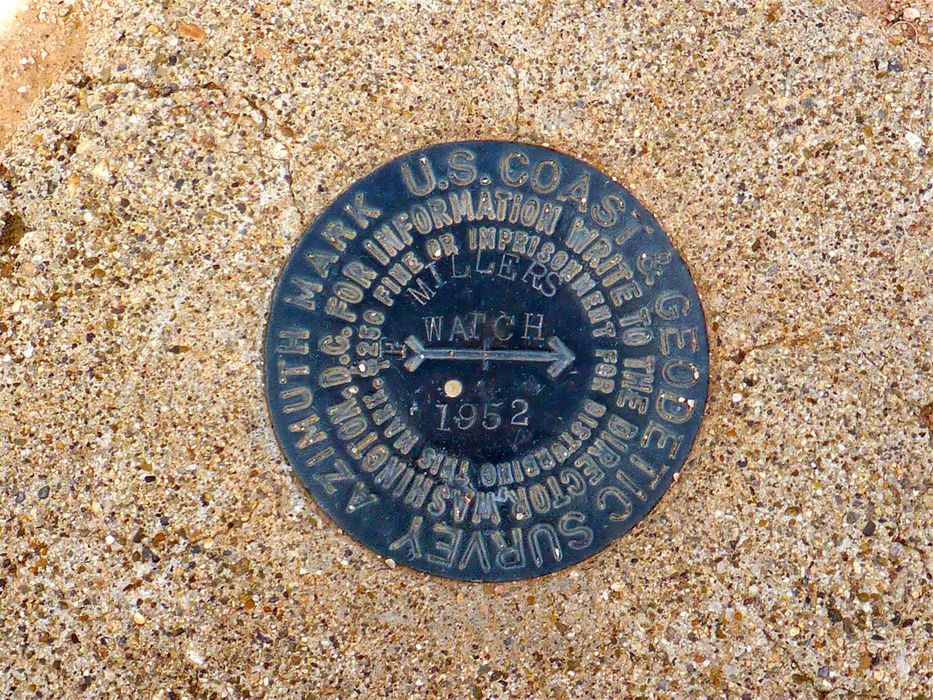 U.S. COAST & GEODETIC SURVEY AZIMUTH MARK
FOR INFORMATION WRITE TO THE DIRECTOR, WASHINGTON, D.C.
$250 FINE OR IMPRISONMENT FOR DISTURBING THIS MARK.
MILLERS
WATCH
1952